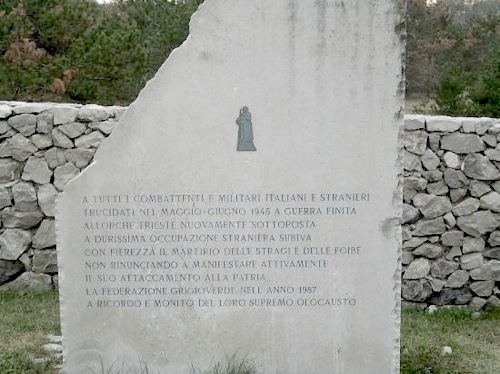 A TUTTI I COMBATTENTI E MILITARI ITALIANI E STRANIERI
TRUCIDATI NEL MAGGIO-GIUGNO 1945 A GUERRA FINITA
ALLORCHE TRIESTE NUOVAMENTE SOTTOPOSTA
A DURISSIMA OCCUPAZIONE STRANIERA SUBIVA
CON FIEREZZA IL MARTIRIO DELLE STRAGI E DELLE FOIBE
NON RINUNCIANDO A MANIFESTARE ATTIVAMENTE
IL SUO ATTACCAMENTO ALLA PATRIA
LA FEDERAZIONE GRIGIOVERDE NELL ANNO 1987
A RICORDO E MONITO DEL LORO SUPREMO OLOCAUSTO